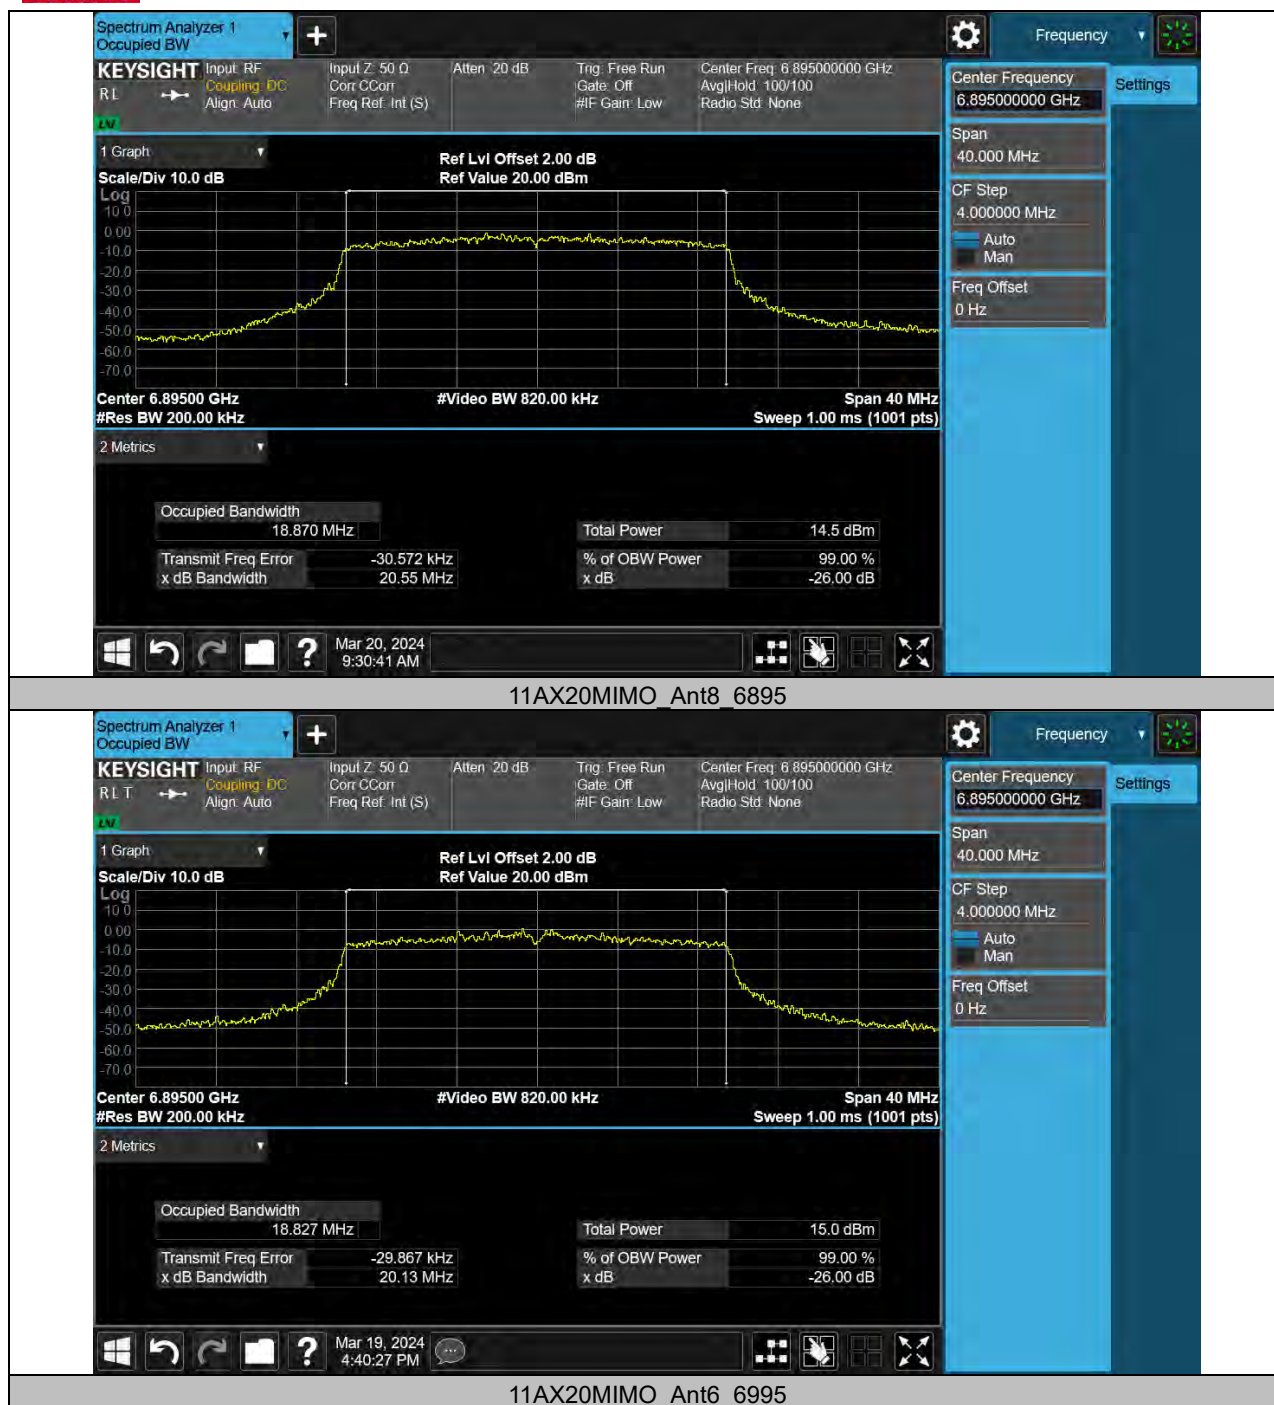 Spectrum Analyzer 1
Occupied BW
Frequency
KEYSIGHT
R L
Input: RF
Coupling: DC
Align: Auto
Input Z: 50 Ω
Corr CCorr
Freq Ref: Int (S)
Atten: 20 dB
Trig: Free Run
Gate: Off
#IF Gain: Low
Center Freq: 6.895000000 GHz
Avg|Hold: 100/100
Radio Std: None
LNI
Center Frequency
6.895000000 GHz
Settings
Span
40.000 MHz
CF Step
4.000000 MHz
Auto
Man
Freq Offset
0 Hz
1 Graph
Scale/Div 10.0 dB
Ref Lvl Offset 2.00 dB
Ref Value 20.00 dBm
Log
10.0
0.00
-10.0
-20.0
-30.0
-40.0
-50.0
-60.0
-70.0
Center 6.89500 GHz
#Res BW 200.00 kHz
#Video BW 820.00 kHz
Span 40 MHz
Sweep 1.00 ms (1001 pts)
2 Metrics
Occupied Bandwidth
18.870 MHz
Transmit Freq Error -30.572 kHz
x dB Bandwidth 20.55 MHz
Total Power 14.5 dBm
% of OBW Power 99.00 %
x dB -26.00 dB
?
Mar 20, 2024
9:30:41 AM
11AX20MIMO_Ant8_6895
Spectrum Analyzer 1
Occupied BW
Frequency
KEYSIGHT
R L T
Input: RF
Coupling: DC
Align: Auto
Input Z: 50 Ω
Corr CCorr
Freq Ref: Int (S)
Atten: 20 dB
Trig: Free Run
Gate: Off
#IF Gain: Low
Center Freq: 6.895000000 GHz
Avg|Hold: 100/100
Radio Std: None
LNI
Center Frequency
6.895000000 GHz
Settings
Span
40.000 MHz
CF Step
4.000000 MHz
Auto
Man
Freq Offset
0 Hz
1 Graph
Scale/Div 10.0 dB
Ref Lvl Offset 2.00 dB
Ref Value 20.00 dBm
Log
10.0
0.00
-10.0
-20.0
-30.0
-40.0
-50.0
-60.0
-70.0
Center 6.89500 GHz
#Res BW 200.00 kHz
#Video BW 820.00 kHz
Span 40 MHz
Sweep 1.00 ms (1001 pts)
2 Metrics
Occupied Bandwidth
18.827 MHz
Transmit Freq Error -29.867 kHz
x dB Bandwidth 20.13 MHz
Total Power 15.0 dBm
% of OBW Power 99.00 %
x dB -26.00 dB
?
Mar 19, 2024
4:40:27 PM
11AX20MIMO_Ant6_6995